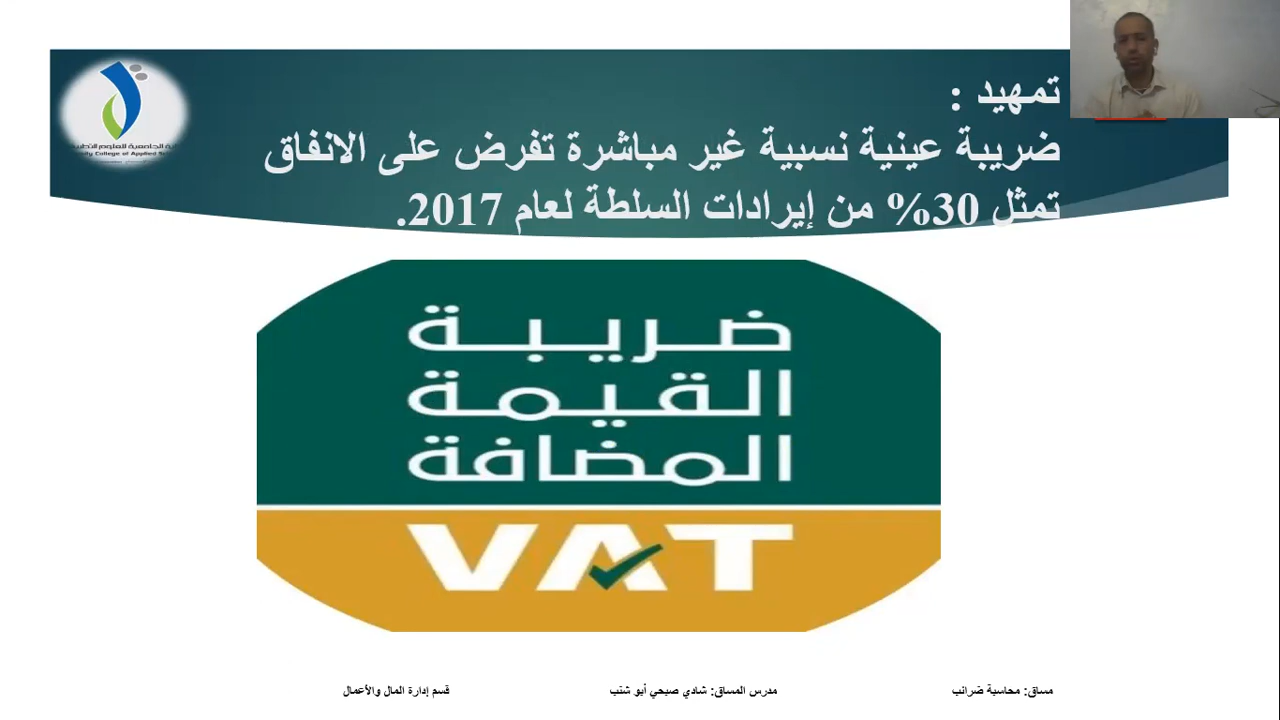 تمهيد :
ضريبة عينية نسبية غير مباشرة تفرض على الانفاق
تمثل 30% من إيرادات السلطة لعام 2017.
ضريبة
القيمة
المضافة
VAT
مساق: محاسبة ضرائب
مدرس المساق: شادي صبحي أبو شنب
قسم إدارة المال والأعمال